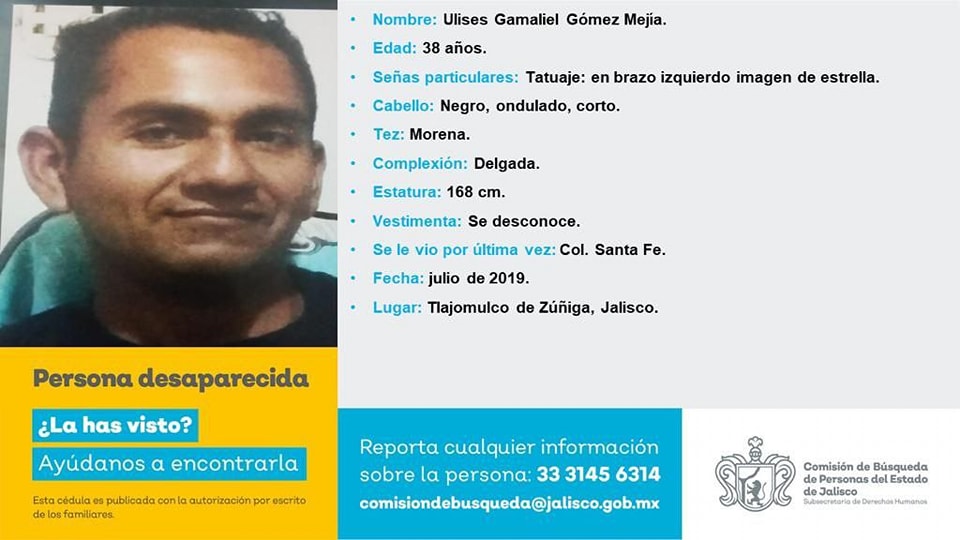 • Nombre: Ulises Gamaliel Gómez Mejía.
• Edad: 38 años.
• Señas particulares: Tatuaje: en brazo izquierdo imagen de estrella.
• Cabello: Negro, ondulado, corto.
• Tez: Morena.
• Complexión: Delgada.
• Estatura: 168 cm.
• Vestimenta: Se desconoce.
• Se le vio por última vez: Col. Santa Fe.
• Fecha: julio de 2019.
• Lugar: Tlajomulco de Zúñiga, Jalisco.
Persona desaparecida
¿La has visto?
Ayúdanos a encontrarla
Esta cédula es publicada con la autorización por escrito
de los familiares.
Reporta cualquier información
sobre la persona: 33 3145 6314
comisiondebusqueda@jalisco.gob.mx
Comisión de Búsqueda
de Personas del Estado
de Jalisco
Subsecretaría de Derechos Humanos